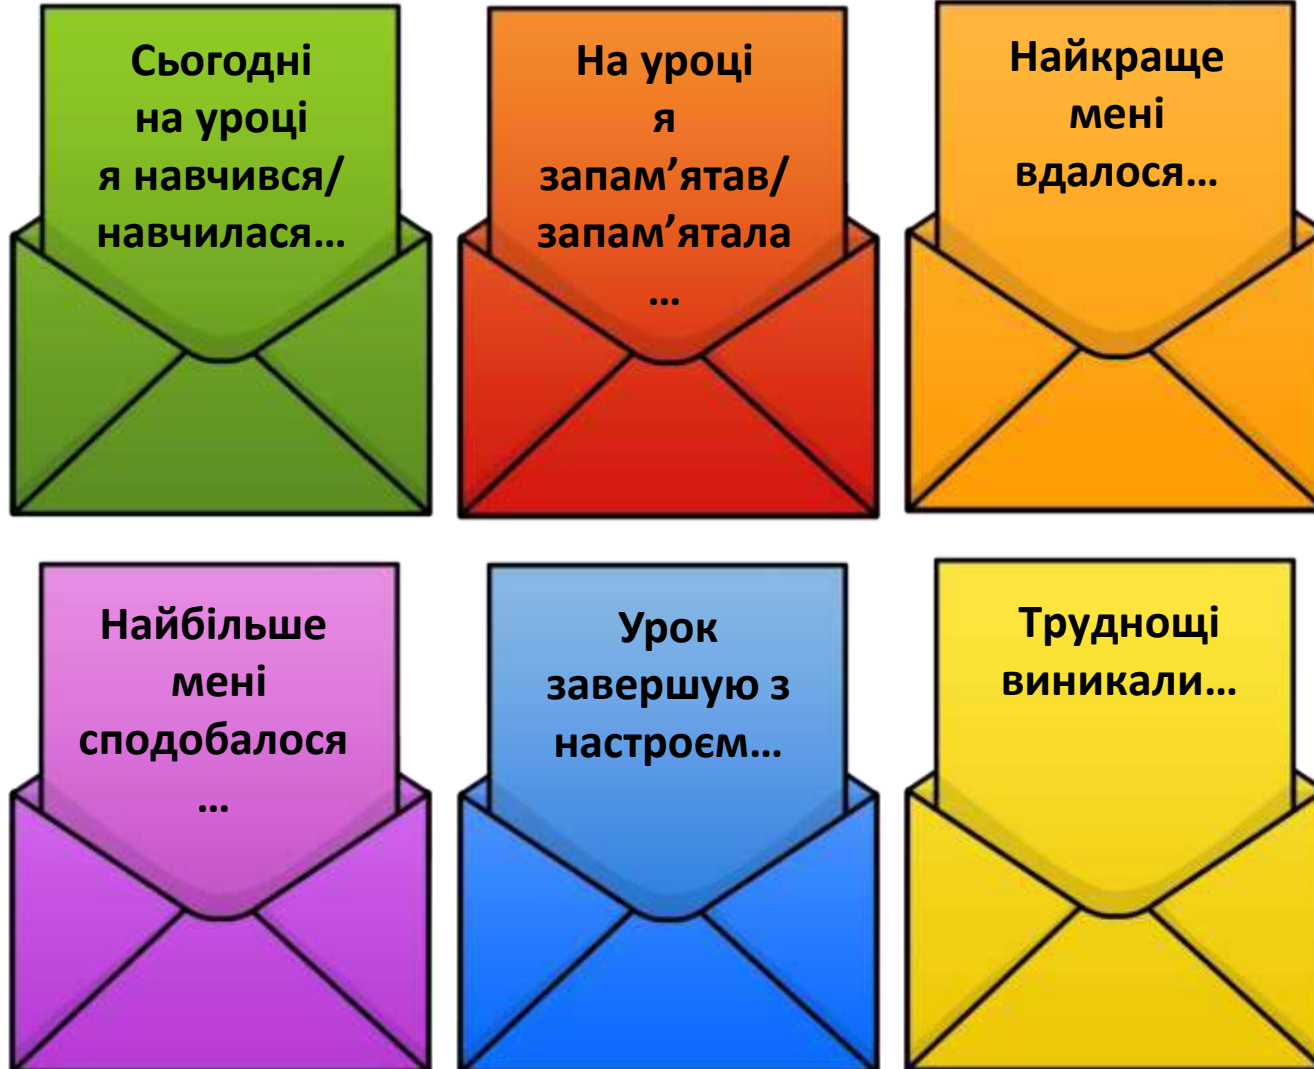 Сьогодні
на уроці
я навчився/
навчилася...
На уроці
я
запам’ятав/
запам’ятала
...
Найкраще
мені
вдалося...
Найбільше
мені
сподобалося
...
Урок
завершую з
настроєм...
Труднощі
виникали...